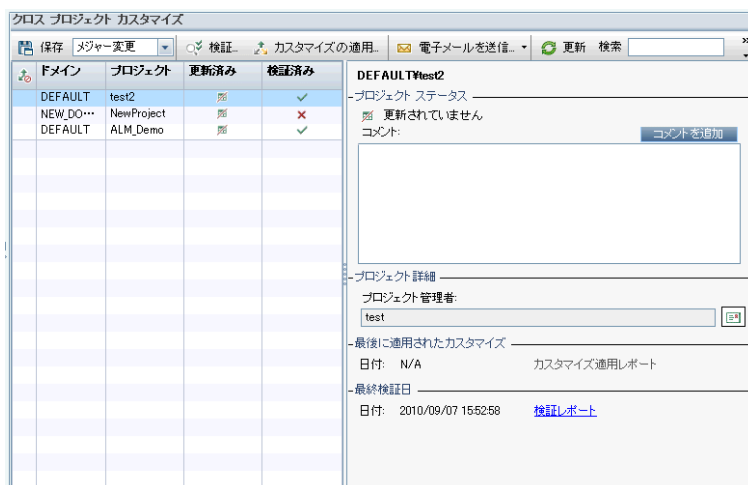 クロス プロジェクト カスタマイズ
保存 メジャー変更 検証... カスタマイズの適用... 電子メールを送信... 更新 検索
ドメイン プロジェクト 更新済み 検証済み
DEFAULT test2
NEW_DO… NewProject
DEFAULT ALM_Demo
DEFAULT¥test2
プロジェクト ステータス
更新されていません
コメント:
コメントを追加
プロジェクト詳細
プロジェクト管理者:
test
最後に適用されたカスタマイズ
日付: N/A カスタマイズ適用レポート
最終検証日
日付: 2010/09/07 15:52:58 検証レポート